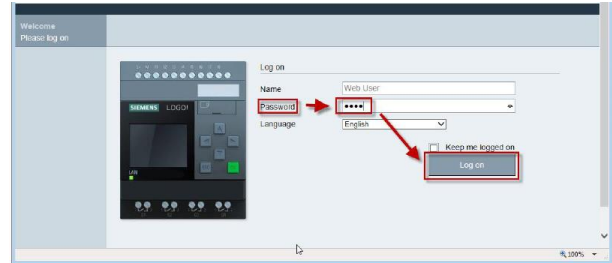 Welcome
Please log on
Log on
Name
Web User
SIEMENS LOGO!
Password
••••
Language
English
Keep me logged on
Log on
LAN
100%